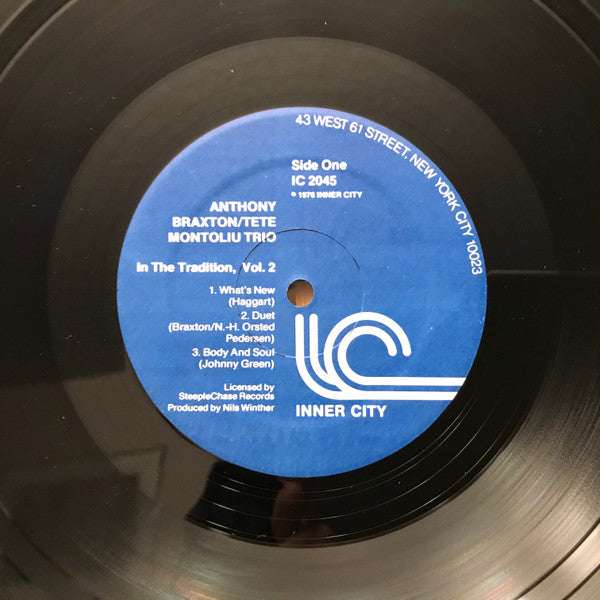 43 WEST 61 STREET, NEW YORK CITY 10023
Side One
IC 2045
℗ 1976 INNER CITY
ANTHONY
BRAXTON/TETE
MONTOLIU TRIO
In The Tradition, Vol. 2
1. What's New
(Haggart)
2. Duet
(Braxton/N.-H. Orsted
Pedersen)
3. Body And Soul
(Johnny Green)
Licensed by
SteepleChase Records
Produced by Nils Winther
INNER CITY